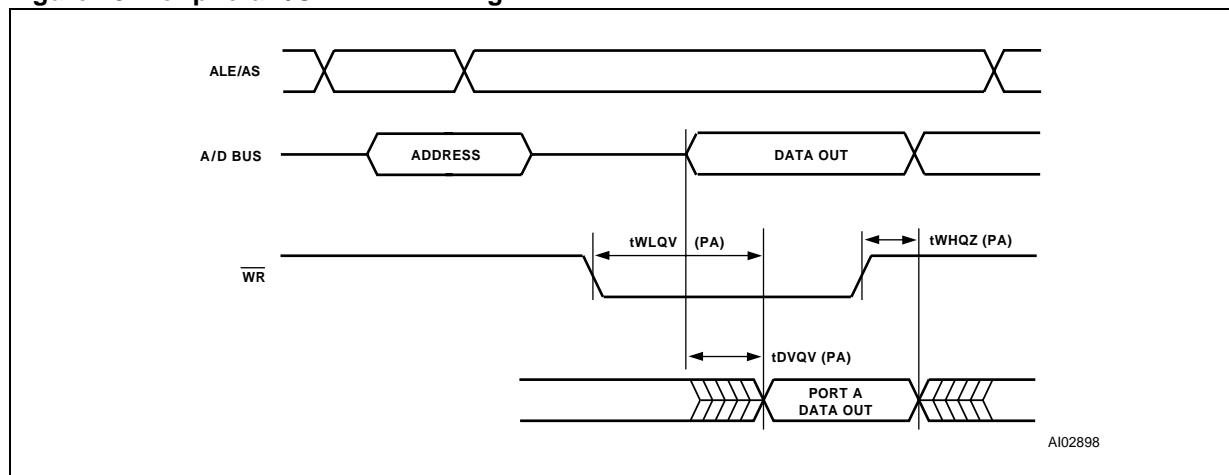 ALE/AS
A/D BUS
ADDRESS
DATA OUT
tWLQV (PA)
tWHQZ (PA)
WR
tDVQV (PA)
PORT A
DATA OUT
AI02898